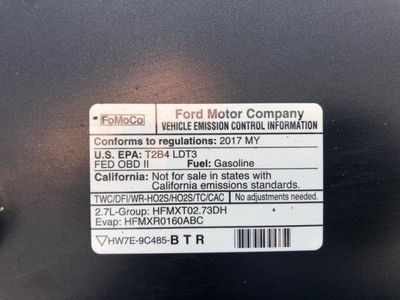 FoMoCo
Ford Motor Company
VEHICLE EMISSION CONTROL INFORMATION
Conforms to regulations: 2017 MY
U.S. EPA: T2B4 LDT3
FED OBD II Fuel: Gasoline
California: Not for sale in states with
California emissions standards.
TWC/DFI/WR-HO2S/HO2S/TC/CAC No adjustments needed.
2.7L-Group: HFMXT02.73DH
Evap: HFMXR0160ABC
HW7E-9C485-BTR